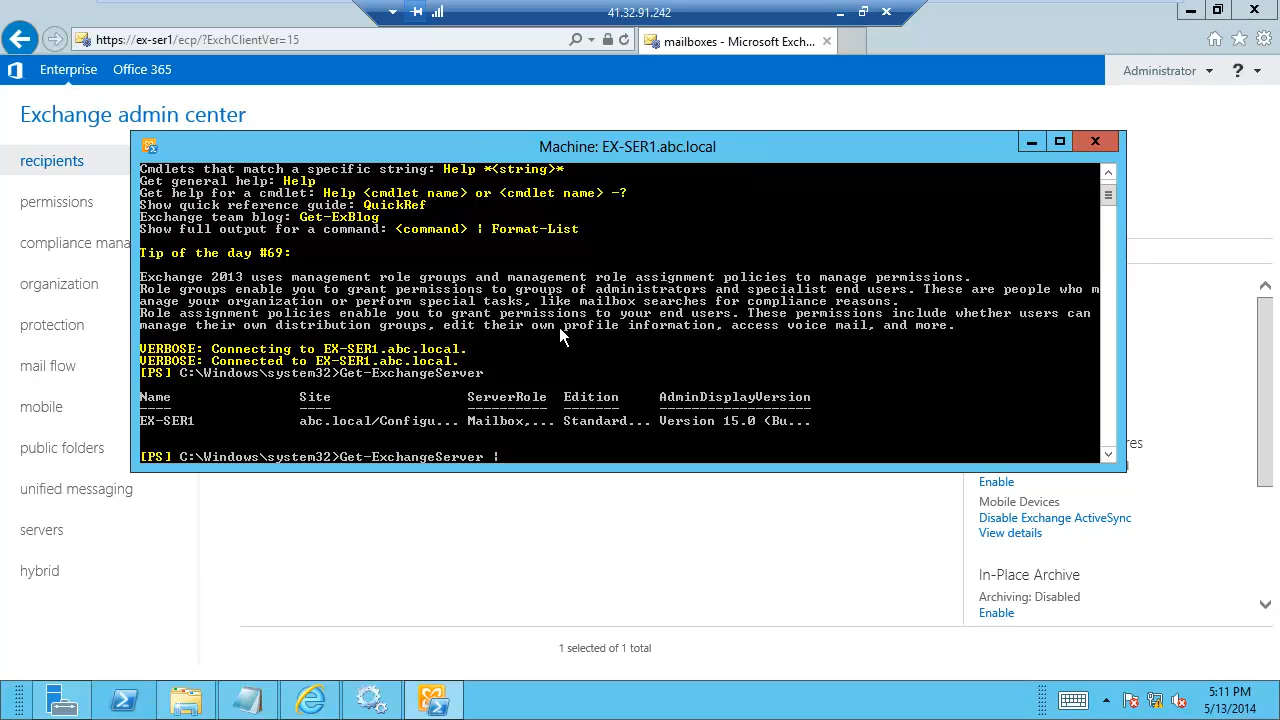 41.32.91.242
https://ex-ser1/ecp/?ExchClientVer=15
mailboxes - Microsoft Exch...
Enterprise Office 365
Administrator ?
Exchange admin center
recipients
permissions
compliance mana
organization
protection
mail flow
mobile
public folders
unified messaging
servers
hybrid
Machine: EX-SER1.abc.local
Cmdlets that match a specific string: Help *<string>*
Get general help: Help
Get help for a cmdlet: Help <cmdlet name> or <cmdlet name> -?
Show quick reference guide: QuickRef
Exchange team blog: Get-ExBlog
Show full output for a command: <command> | Format-List
Tip of the day #69:
Exchange 2013 uses management role groups and management role assignment policies to manage permissions.
Role groups enable you to grant permissions to groups of administrators and specialist end users. These are people who m
anage your organization or perform special tasks, like mailbox searches for compliance reasons.
Role assignment policies enable you to grant permissions to your end users. These permissions include whether users can
manage their own distribution groups, edit their own profile information, access voice mail, and more.
VERBOSE: Connecting to EX-SER1.abc.local.
VERBOSE: Connected to EX-SER1.abc.local.
[PS] C:\Windows\system32>Get-ExchangeServer
Name Site ServerRole Edition AdminDisplayVersion
---- ---- ---------- ------- -------------------
EX-SER1 abc.local/Configu... Mailbox,... Standard... Version 15.0 (Bu...
[PS] C:\Windows\system32>Get-ExchangeServer |
res
Enable
Mobile Devices
Disable Exchange ActiveSync
View details
In-Place Archive
Archiving: Disabled
Enable
1 selected of 1 total
5:11 PM
5/13/2014